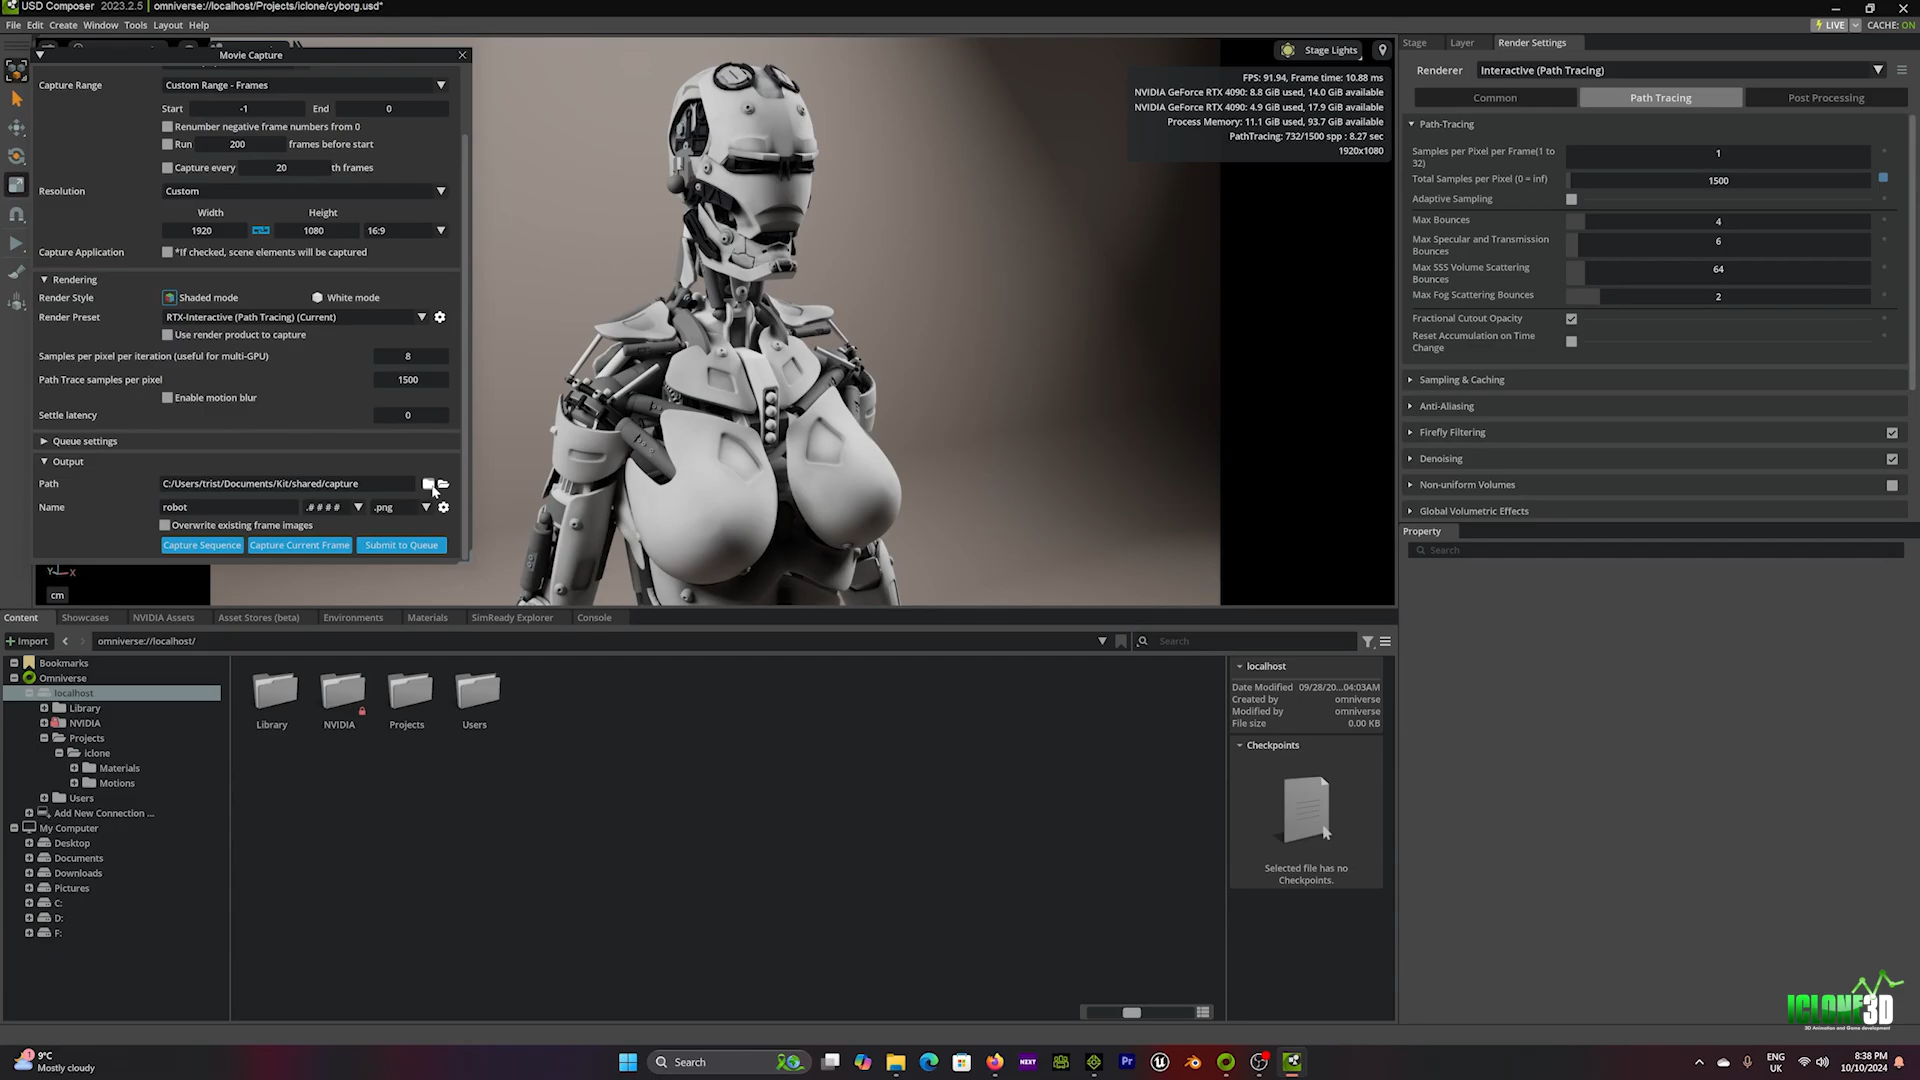 USD Composer 2023.2.5 omniverse://localhost/Projects/iclone/cyborg.usd*
File Edit Create Window Tools Layout Help
LIVE CACHE: ON
Movie Capture
Capture Range Custom Range - Frames
Start -1 End 0
Renumber negative frame numbers from 0
Run 200 frames before start
Capture every 20 th frames
Resolution Custom
Width Height
1920 1080 16:9
Capture Application *If checked, scene elements will be captured
Rendering
Render Style Shaded mode White mode
Render Preset RTX-Interactive (Path Tracing) (Current)
Use render product to capture
Samples per pixel per iteration (useful for multi-GPU) 8
Path Trace samples per pixel 1500
Enable motion blur
Settle latency 0
Queue settings
Output
Path C:/Users/trist/Documents/Kit/shared/capture
Name robot .#### .png
Overwrite existing frame images
Capture Sequence Capture Current Frame Submit to Queue
Y X
cm
Stage Lights
FPS: 91.94, Frame time: 10.88 ms
NVIDIA GeForce RTX 4090: 8.8 GiB used, 14.0 GiB available
NVIDIA GeForce RTX 4090: 4.9 GiB used, 17.9 GiB available
Process Memory: 11.1 GiB used, 93.7 GiB available
PathTracing: 732/1500 spp : 8.27 sec
1920x1080
Stage Layer Render Settings
Renderer Interactive (Path Tracing)
Common Path Tracing Post Processing
Path-Tracing
Samples per Pixel per Frame(1 to
32) 1
Total Samples per Pixel (0 = inf) 1500
Adaptive Sampling
Max Bounces 4
Max Specular and Transmission
Bounces 6
Max SSS Volume Scattering
Bounces 64
Max Fog Scattering Bounces 2
Fractional Cutout Opacity
Reset Accumulation on Time
Change
Sampling & Caching
Anti-Aliasing
Firefly Filtering
Denoising
Non-uniform Volumes
Global Volumetric Effects
Property
Search
Content Showcases NVIDIA Assets Asset Stores (beta) Environments Materials SimReady Explorer Console
Import omniverse://localhost/ Search
Bookmarks
Omniverse
localhost
Library
NVIDIA
Projects
iclone
Materials
Motions
Users
Add New Connection ...
My Computer
Desktop
Documents
Downloads
Pictures
C:
D:
F:
Library NVIDIA Projects Users
localhost
Date Modified 09/28/20...04:03AM
Created by omniverse
Modified by omniverse
File size 0.00 KB
Checkpoints
Selected file has no
Checkpoints.
ICLONE3D
3D Animation and Game development
1
9°C
Mostly cloudy
Search
NEXT
Pr
ENG
UK
8:38 PM
10/10/2024